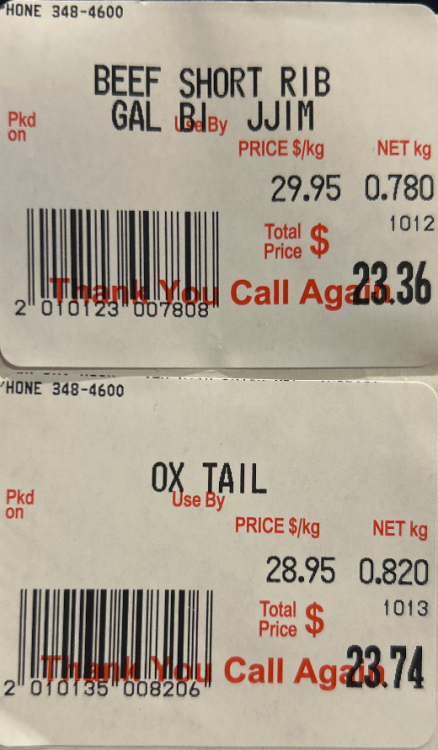 PHONE 348-4600
BEEF SHORT RIB
GAL BI JJIM
Pkd on
Use By
PRICE $/kg NET kg
29.95 0.780
1012
Total Price $
23.36
Thank You Call Again
2 010123 007808
PHONE 348-4600
OX TAIL
Pkd on
Use By
PRICE $/kg NET kg
28.95 0.820
1013
Total Price $
23.74
Thank You Call Again
2 010135 008206